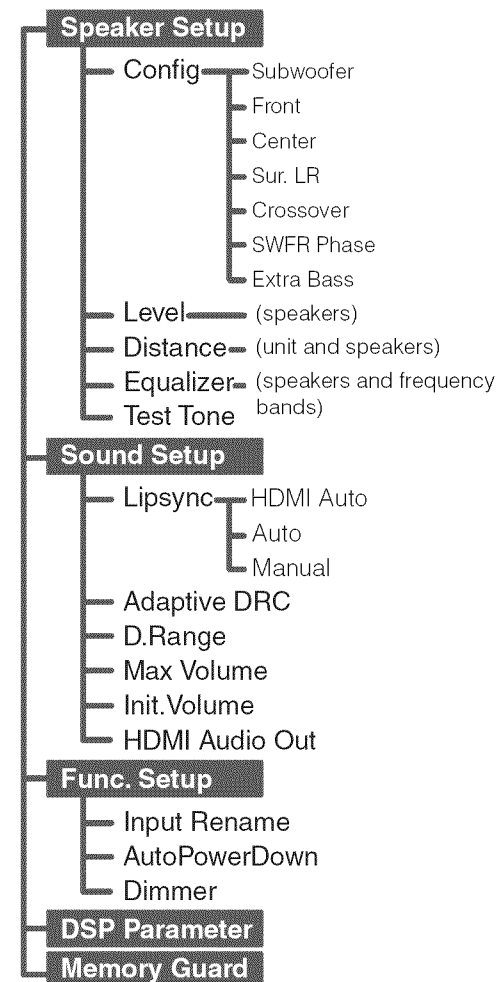 Speaker Setup
Config Subwoofer
Front
Center
Sur. LR
Crossover
SWFR Phase
Extra Bass
Level (speakers)
Distance (unit and speakers)
Equalizer (speakers and frequency
bands)
Test Tone
Sound Setup
Lipsync HDMI Auto
Auto
Manual
Adaptive DRC
D.Range
Max Volume
Init.Volume
HDMI Audio Out
Func. Setup
Input Rename
AutoPowerDown
Dimmer
DSP Parameter
Memory Guard